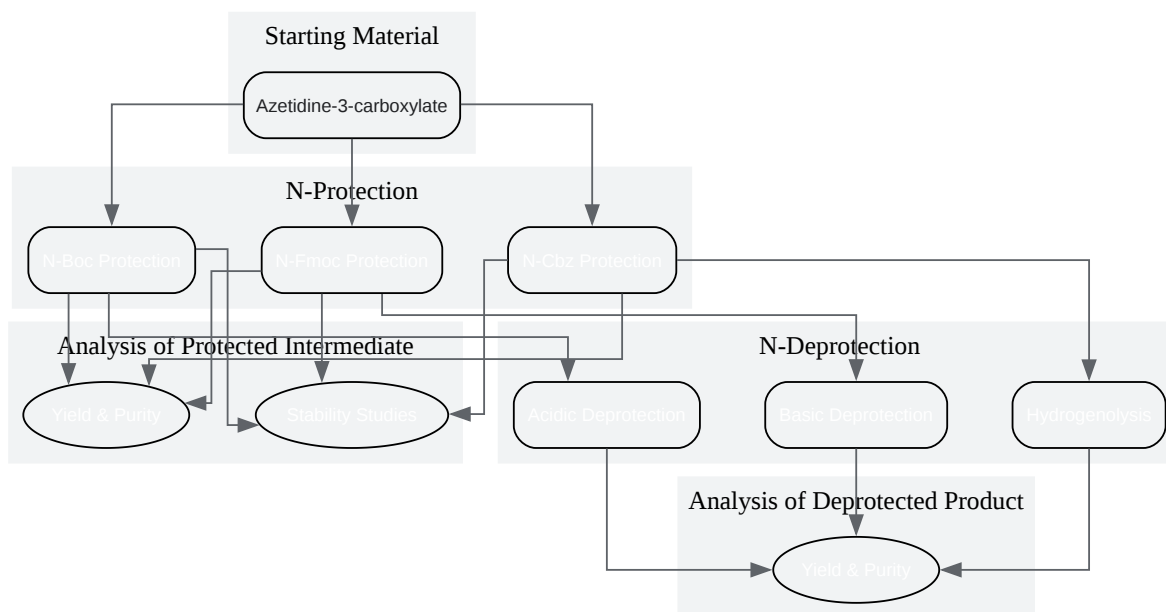 Starting Material
Azetidine-3-carboxylate
N-Protection
N-Boc Protection
N-Fmoc Protection
N-Cbz Protection
Analysis of Protected Intermediate
N-Deprotection
Yield & Purity
Stability Studies
Acidic Deprotection
Basic Deprotection
Hydrogenolysis
Analysis of Deprotected Product
Yield & Purity